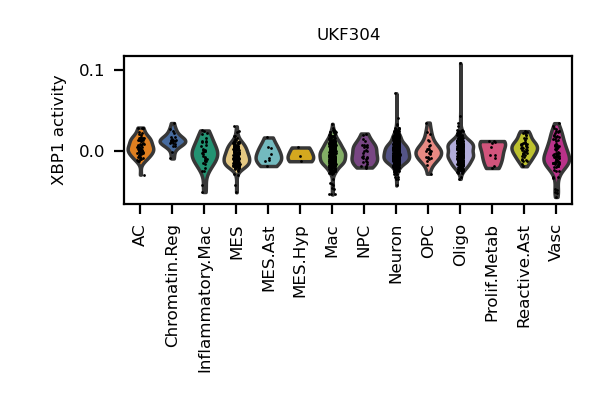 UKF304
XBP1 activity
0.1
0.0
AC
Chromatin.Reg
Inflammatory.Mac
MES
MES.Ast
MES.Hyp
Mac
NPC
Neuron
OPC
Oligo
Prolif.Metab
Reactive.Ast
Vasc